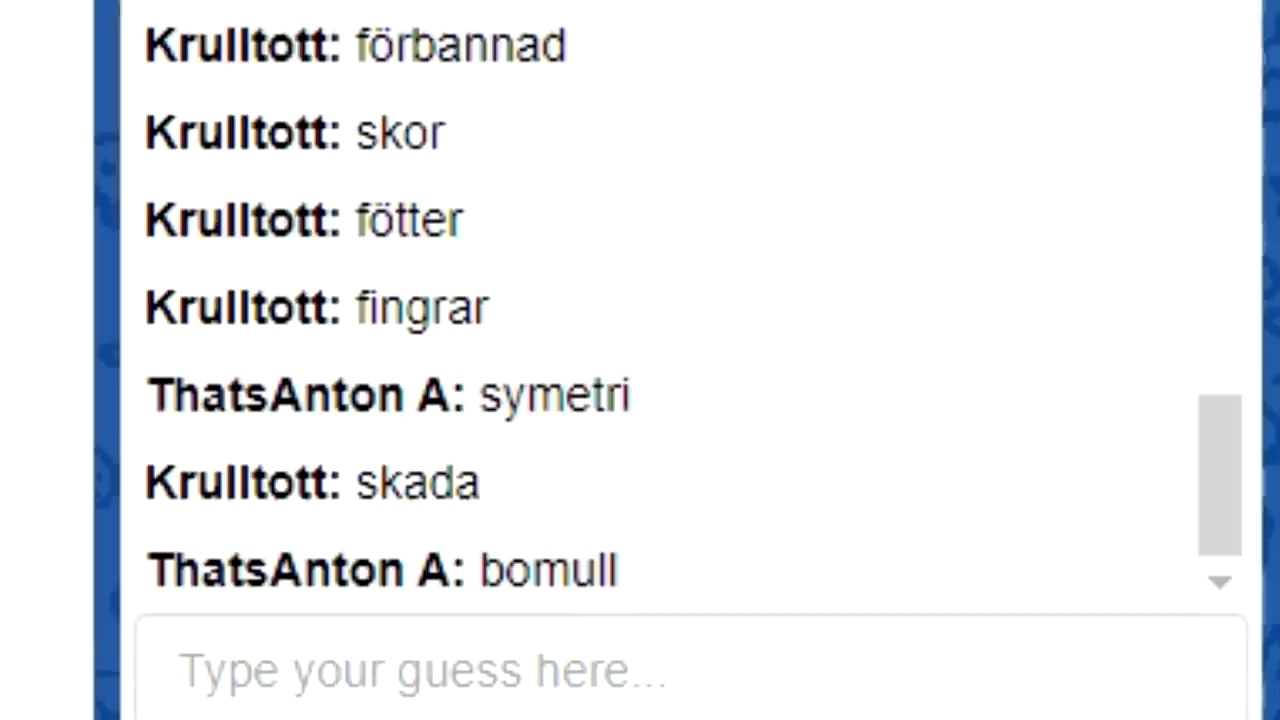 Krulltott: förbannad
Krulltott: skor
Krulltott: fötter
Krulltott: fingrar
ThatsAnton A: symetri
Krulltott: skada
ThatsAnton A: bomull
Type your guess here...